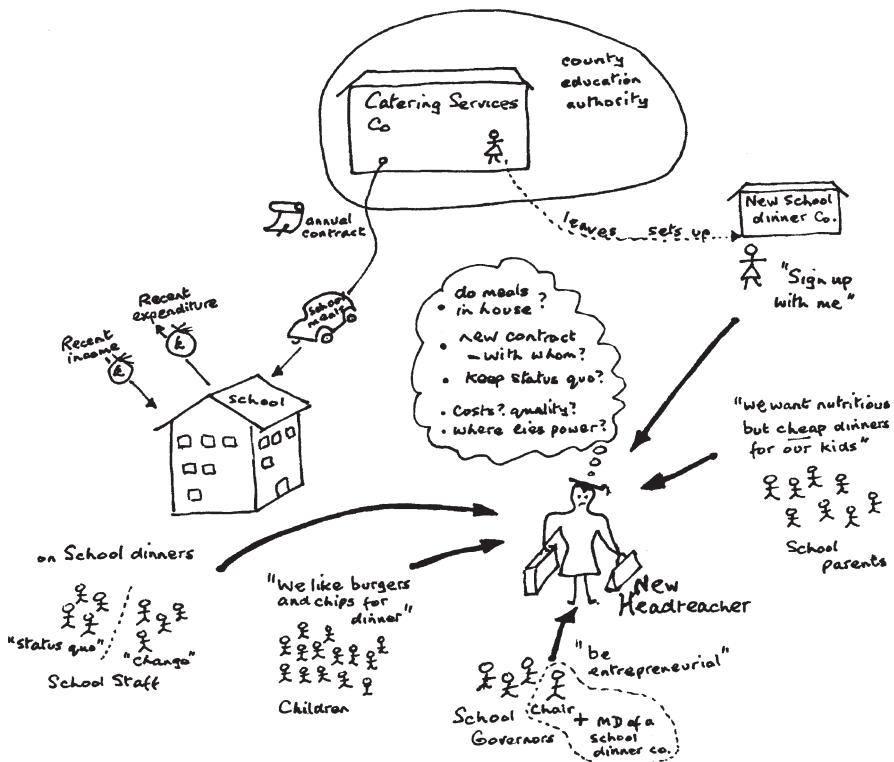 county
education
authority
Catering Services
Co
annual
contract
leaves sets up
New School
dinner Co.
"Sign up
with me"
School
meals
Recent
expenditure
Recent
income
£
£
School
• do meals
in house?
• new contract
– with whom?
• keep status quo?
• costs? quality?
• where lies power?
"We want nutritious
but cheap dinners
for our kids"
School
parents
on School dinners
"Status quo"
"Change"
School Staff
"We like burgers
and chips for
dinner"
Children
New
Headteacher
"be
entrepreneurial"
School
Governors
Chair
+ MD of a
school
dinner co.